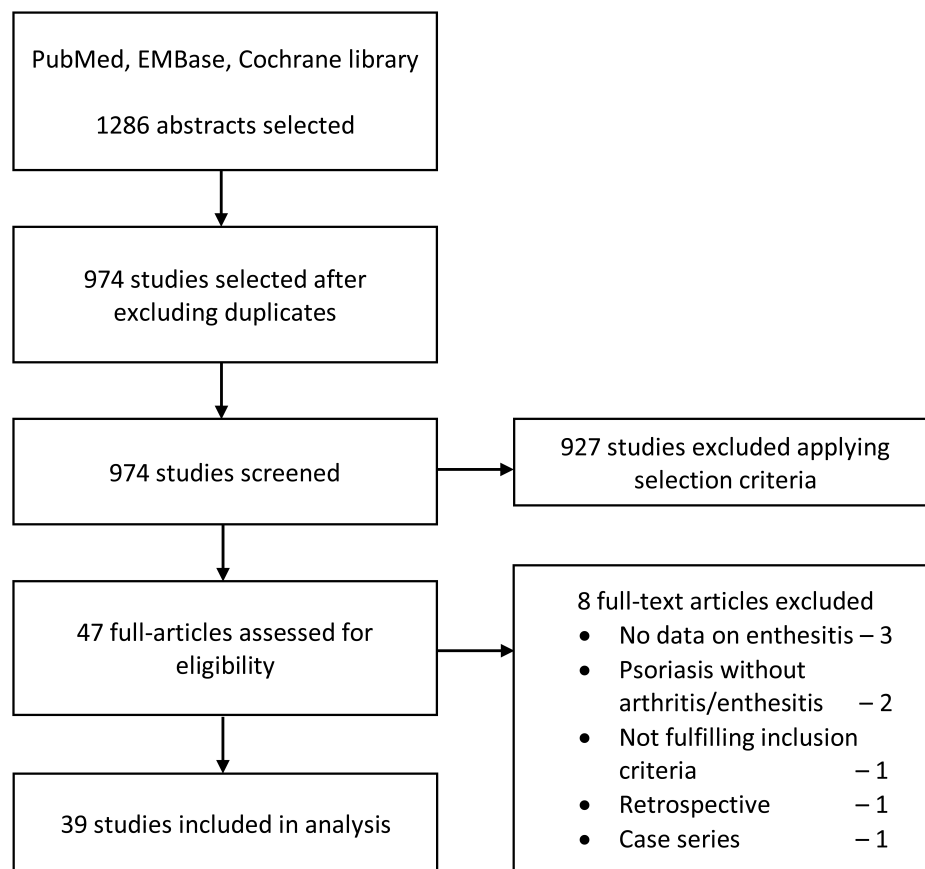 PubMed, EMBase, Cochrane library
1286 abstracts selected
974 studies selected after
excluding duplicates
974 studies screened
927 studies excluded applying
selection criteria
47 full-articles assessed for
eligibility
8 full-text articles excluded
• No data on enthesitis – 3
• Psoriasis without
arthritis/enthesitis – 2
• Not fulfilling inclusion
criteria – 1
• Retrospective – 1
• Case series – 1
39 studies included in analysis